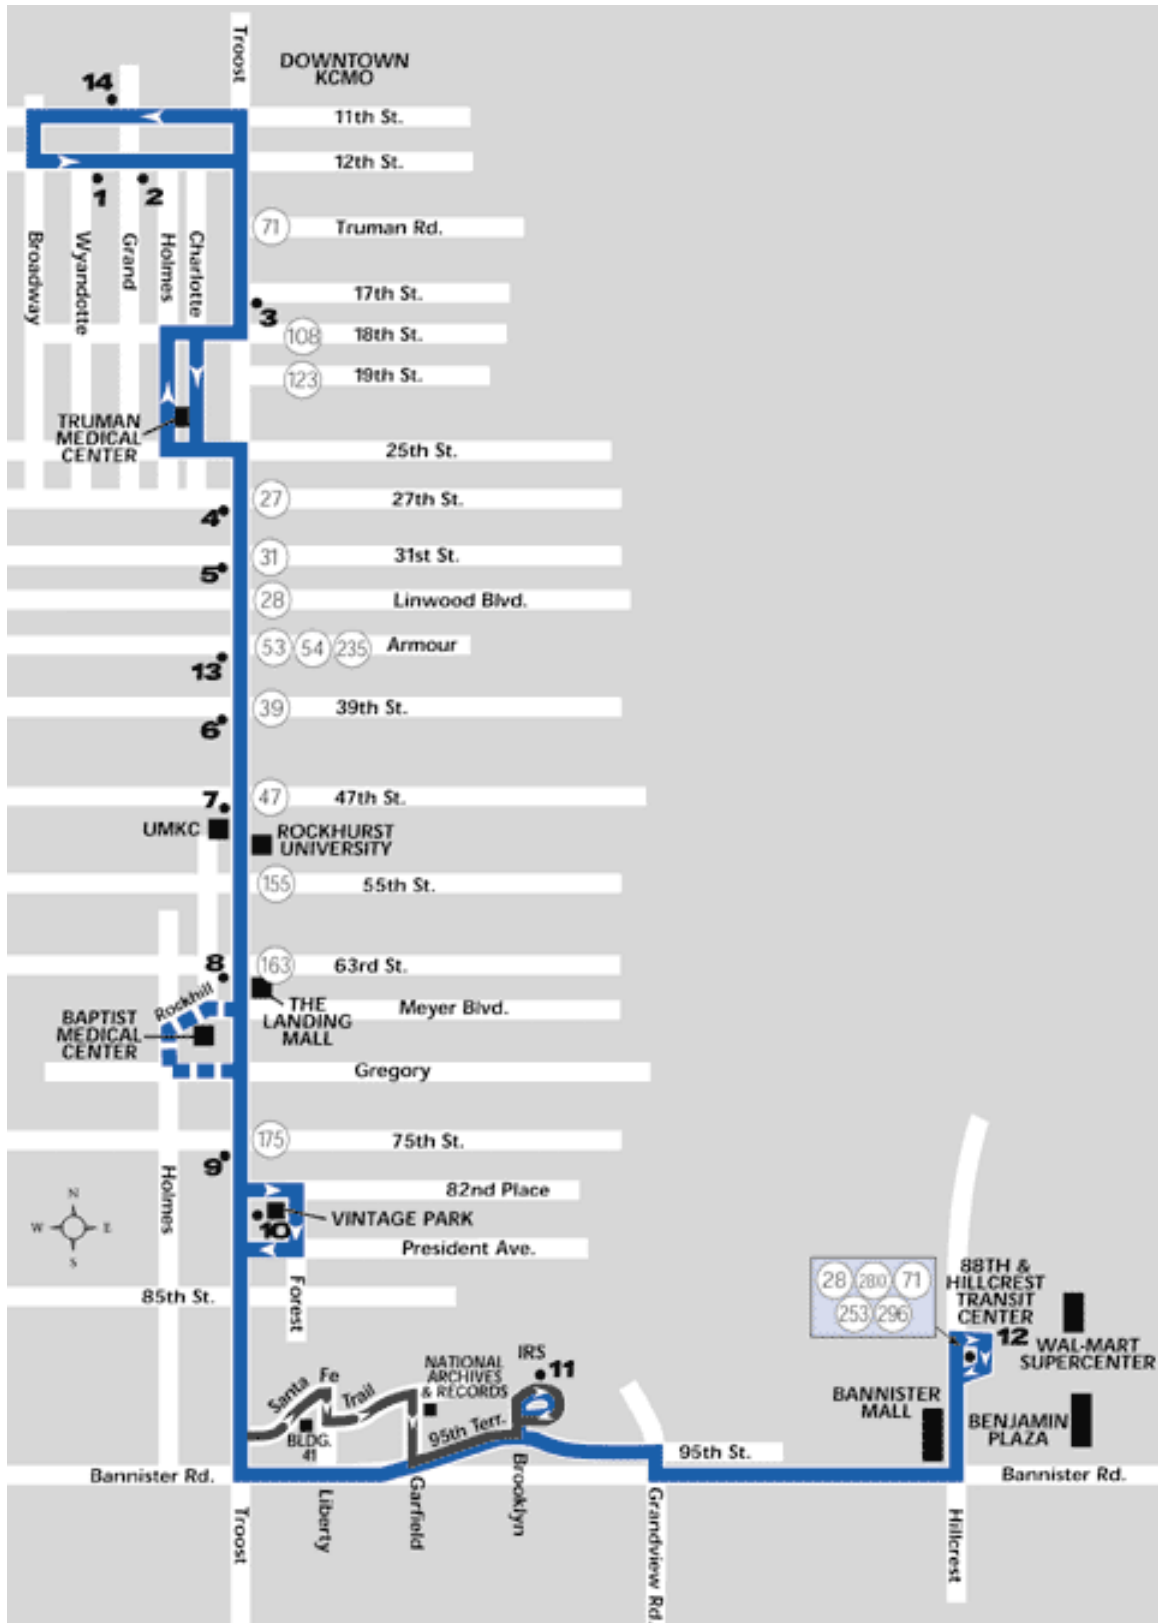 Troost
DOWNTOWN
KCMO
14
11th St.
12th St.
1
2
Broadway
Wyandotte
Grand
Holmes
Charlotte
71
Truman Rd.
17th St.
3
108
18th St.
123
19th St.
TRUMAN
MEDICAL
CENTER
25th St.
4
27
27th St.
5
31
31st St.
28
Linwood Blvd.
13
53
54
235
Armour
6
39
39th St.
7
47
47th St.
UMKC
ROCKHURST
UNIVERSITY
155
55th St.
8
163
63rd St.
Rockhill
THE
LANDING
MALL
Meyer Blvd.
BAPTIST
MEDICAL
CENTER
Gregory
175
75th St.
9
Holmes
82nd Place
10
VINTAGE PARK
President Ave.
N
W
E
S
85th St.
Forest
28
28X
71
253
296
88TH &
HILLCREST
TRANSIT
CENTER
12
WAL-MART
SUPERCENTER
Santa Fe Trail
BLDG.
41
NATIONAL
ARCHIVES
& RECORDS
IRS
11
95th Terr.
BANNISTER
MALL
BENJAMIN
PLAZA
95th St.
Bannister Rd.
Bannister Rd.
Troost
Liberty
Garfield
Brooklyn
Grandview Rd.
Hillcrest